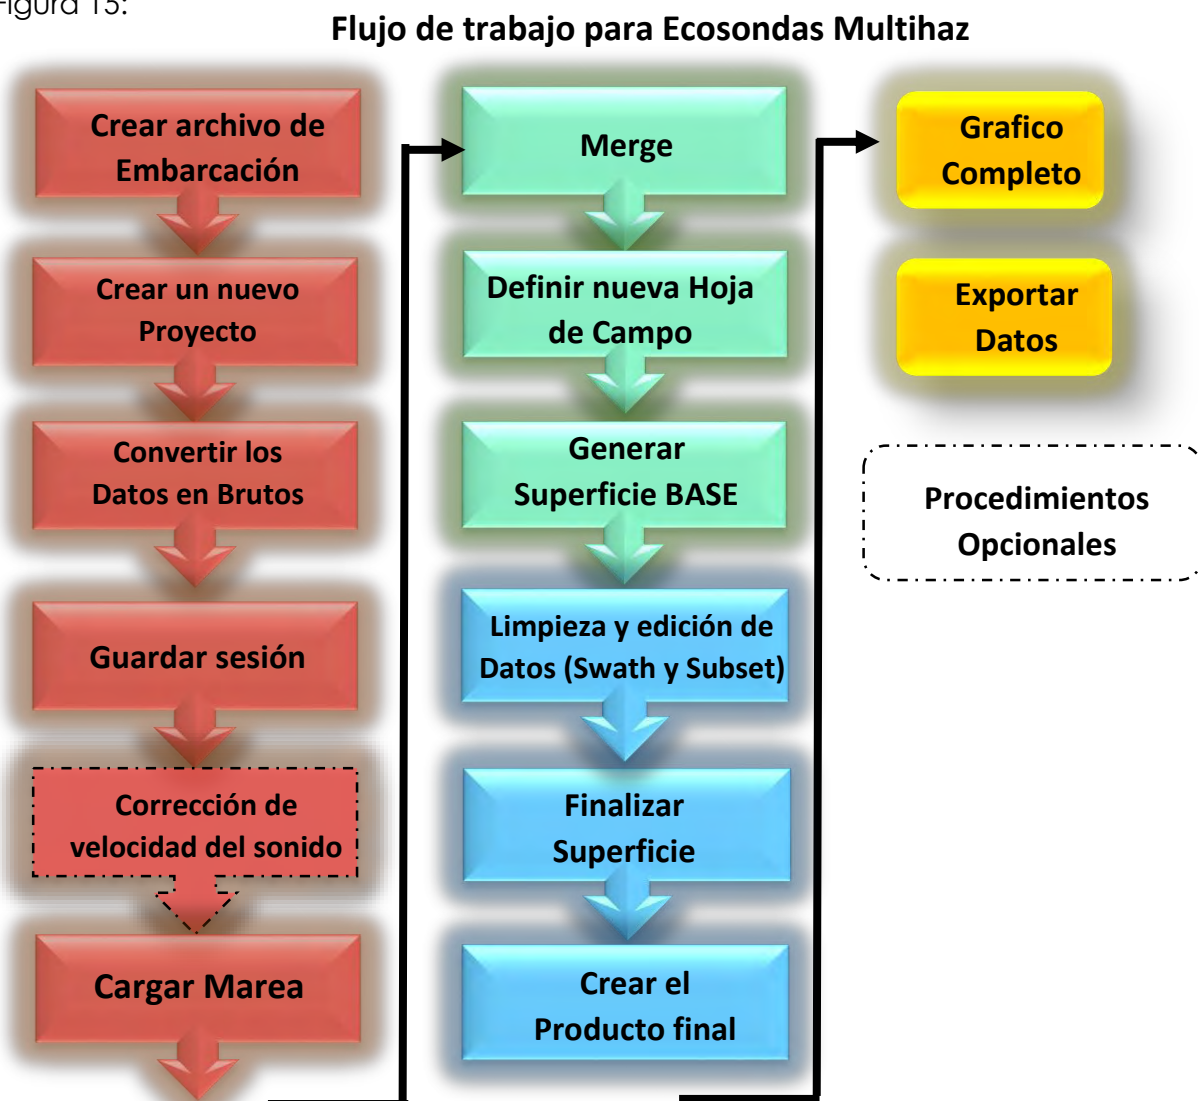 Figura 15:
Flujo de trabajo para Ecosondas Multihaz
Crear archivo de
Embarcación
Crear un nuevo
Proyecto
Convertir los
Datos en Brutos
Guardar sesión
Corrección de
velocidad del sonido
Cargar Marea
Merge
Definir nueva Hoja
de Campo
Generar
Superficie BASE
Limpieza y edición de
Datos (Swath y Subset)
Finalizar
Superficie
Crear el
Producto final
Grafico
Completo
Exportar
Datos
Procedimientos
Opcionales